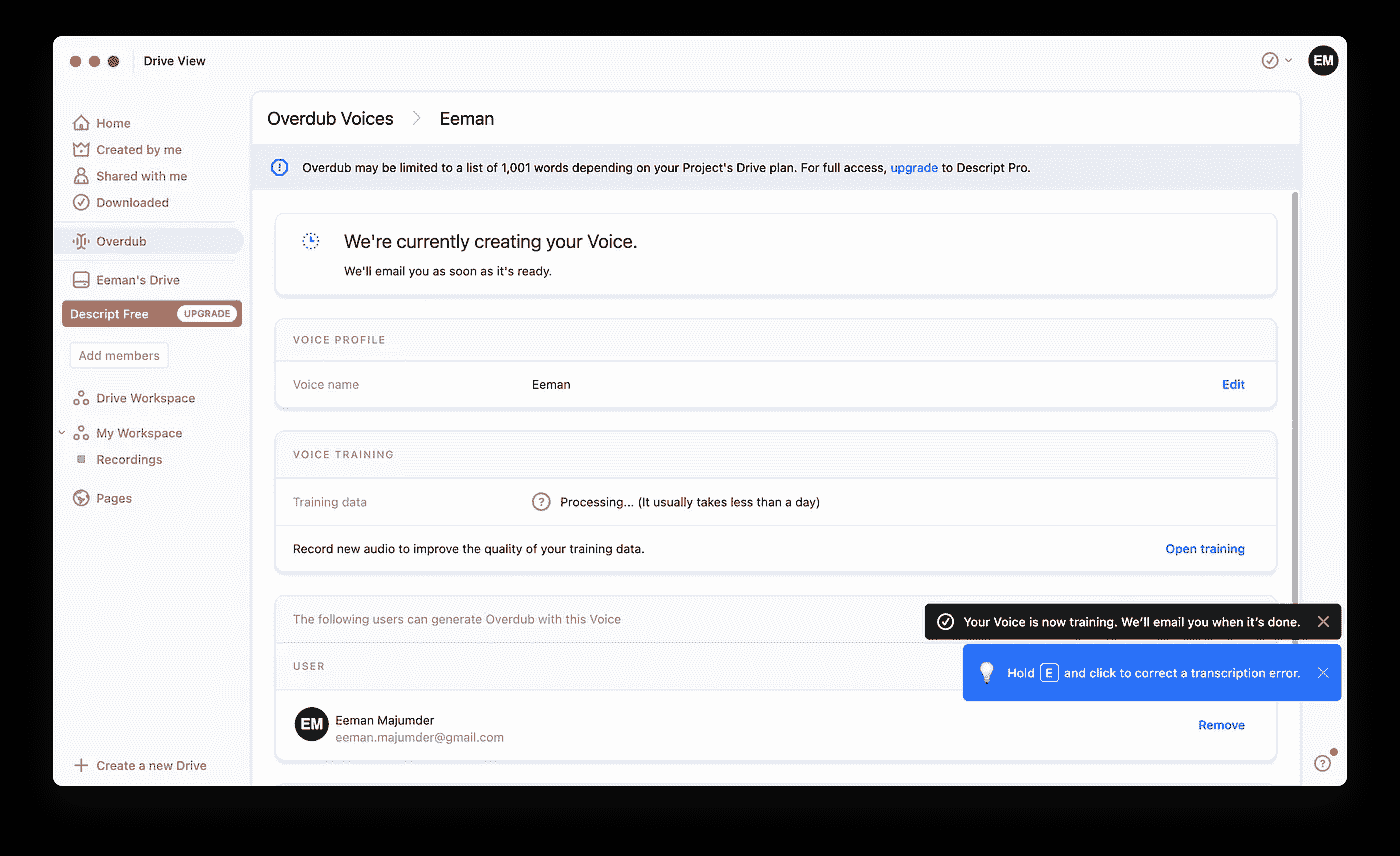 Drive View
EM
Home
Created by me
Shared with me
Downloaded
Overdub
Eeman's Drive
Descript Free UPGRADE
Add members
Drive Workspace
My Workspace
Recordings
Pages
Create a new Drive
Overdub Voices Eeman
Overdub may be limited to a list of 1,001 words depending on your Project's Drive plan. For full access, upgrade to Descript Pro.
We're currently creating your Voice.
We'll email you as soon as it's ready.
VOICE PROFILE
Voice name Eeman Edit
VOICE TRAINING
Training data ? Processing... (It usually takes less than a day)
Record new audio to improve the quality of your training data. Open training
The following users can generate Overdub with this Voice
Your Voice is now training. We'll email you when it's done.
USER
Hold E and click to correct a transcription error.
EM Eeman Majumder
eeman.majumder@gmail.com
Remove
?